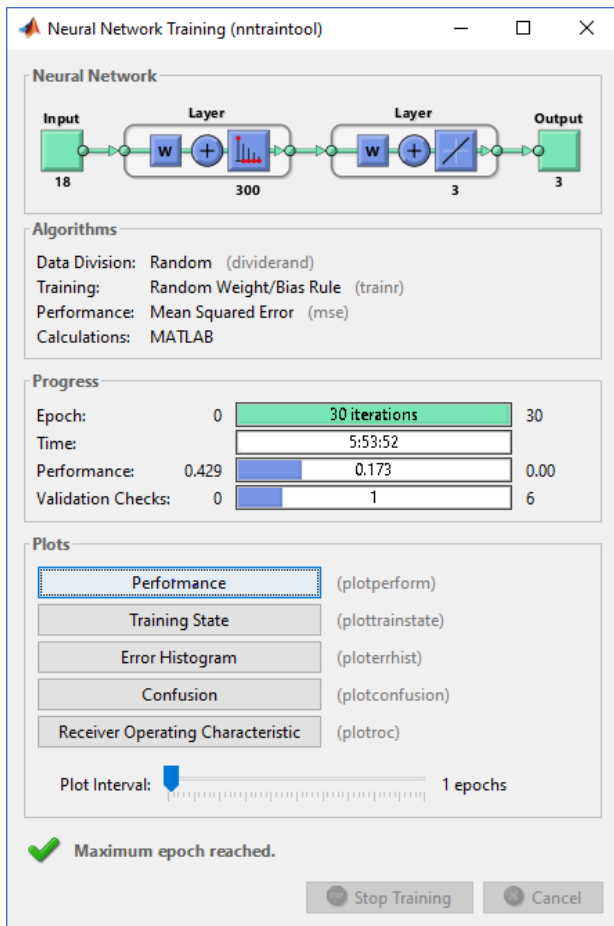 Neural Network Training (nntraintool)
Neural Network
Input Layer Layer Output
W + W +
18 300 3 3
Algorithms
Data Division: Random (dividerand)
Training: Random Weight/Bias Rule (trainr)
Performance: Mean Squared Error (mse)
Calculations: MATLAB
Progress
Epoch: 0 30 iterations 30
Time: 5:53:52
Performance: 0.429 0.173 0.00
Validation Checks: 0 1 6
Plots
Performance (plotperform)
Training State (plottrainstate)
Error Histogram (ploterrhist)
Confusion (plotconfusion)
Receiver Operating Characteristic (plotroc)
Plot Interval: 1 epochs
Maximum epoch reached.
Stop Training Cancel